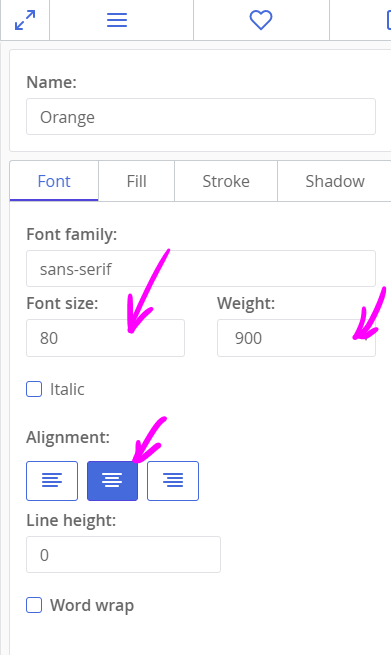 Name:
Orange
Font Fill Stroke Shadow
Font family:
sans-serif
Font size: Weight:
80 900
Italic
Alignment:
Line height:
0
Word wrap